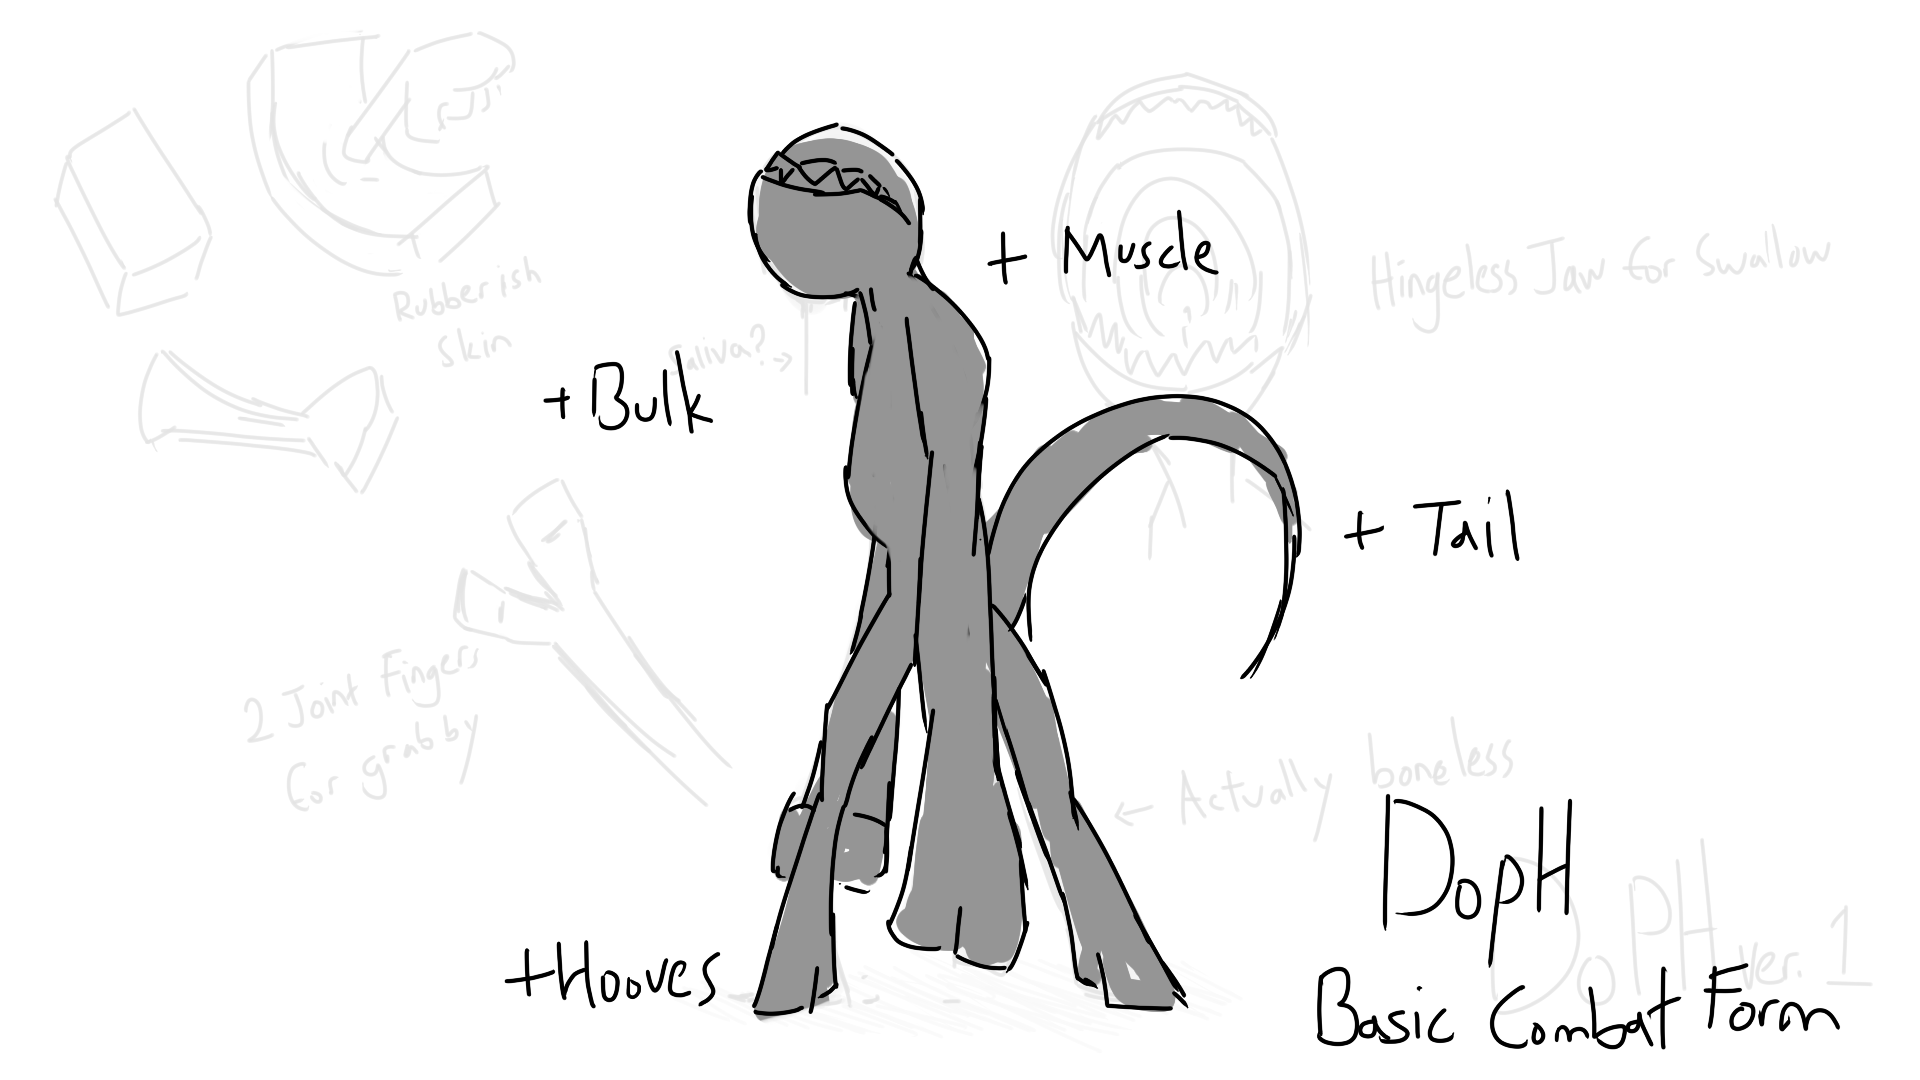 + Muscle
Hingeless Jaw for Swallow
Rubberish
Skin
Saliva? →
+ Bulk
+ Tail
2 Joint Fingers
for grabby
← Actually boneless
DopH
DoPH ver. 1
+Hooves
Basic Combat Form